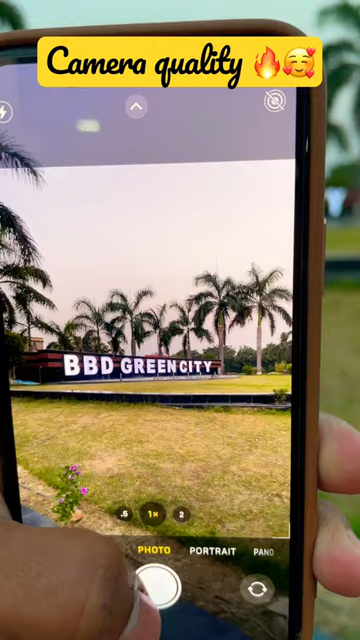 Camera quality 🔥🥰
BBD GREEN CITY
.5 1× 2
PHOTO PORTRAIT PANO